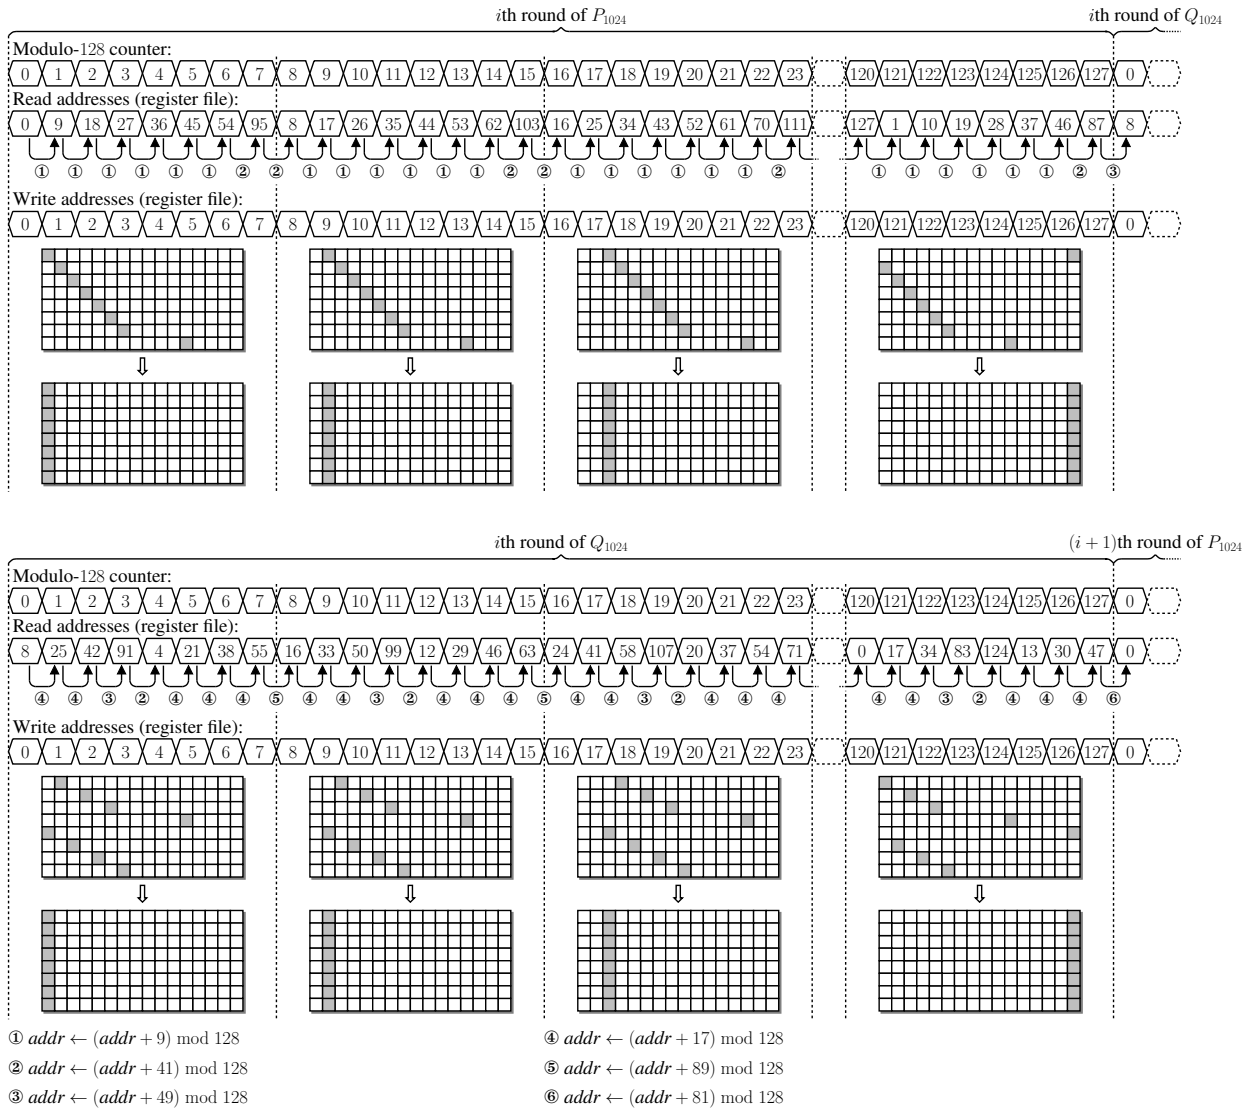 ith round of P1024 ith round of Q1024
Modulo-128 counter:
0 1 2 3 4 5 6 7 8 9 10 11 12 13 14 15 16 17 18 19 20 21 22 23 120 121 122 123 124 125 126 127 0
Read addresses (register file):
0 9 18 27 36 45 54 95 8 17 26 35 44 53 62 103 16 25 34 43 52 61 70 111 127 1 10 19 28 37 46 87 8
① ① ① ① ① ① ② ② ① ① ① ① ① ① ② ② ① ① ① ① ① ① ② ① ① ① ① ① ① ② ③
Write addresses (register file):
0 1 2 3 4 5 6 7 8 9 10 11 12 13 14 15 16 17 18 19 20 21 22 23 120 121 122 123 124 125 126 127 0
ith round of Q1024 (i + 1)th round of P1024
Modulo-128 counter:
0 1 2 3 4 5 6 7 8 9 10 11 12 13 14 15 16 17 18 19 20 21 22 23 120 121 122 123 124 125 126 127 0
Read addresses (register file):
8 25 42 91 4 21 38 55 16 33 50 99 12 29 46 63 24 41 58 107 20 37 54 71 0 17 34 83 124 13 30 47 0
④ ④ ③ ② ④ ④ ④ ⑤ ④ ④ ③ ② ④ ④ ④ ⑤ ④ ④ ③ ② ④ ④ ④ ④ ④ ③ ② ④ ④ ④ ⑥
Write addresses (register file):
0 1 2 3 4 5 6 7 8 9 10 11 12 13 14 15 16 17 18 19 20 21 22 23 120 121 122 123 124 125 126 127 0
① addr ← (addr + 9) mod 128 ④ addr ← (addr + 17) mod 128
② addr ← (addr + 41) mod 128 ⑤ addr ← (addr + 89) mod 128
③ addr ← (addr + 49) mod 128 ⑥ addr ← (addr + 81) mod 128